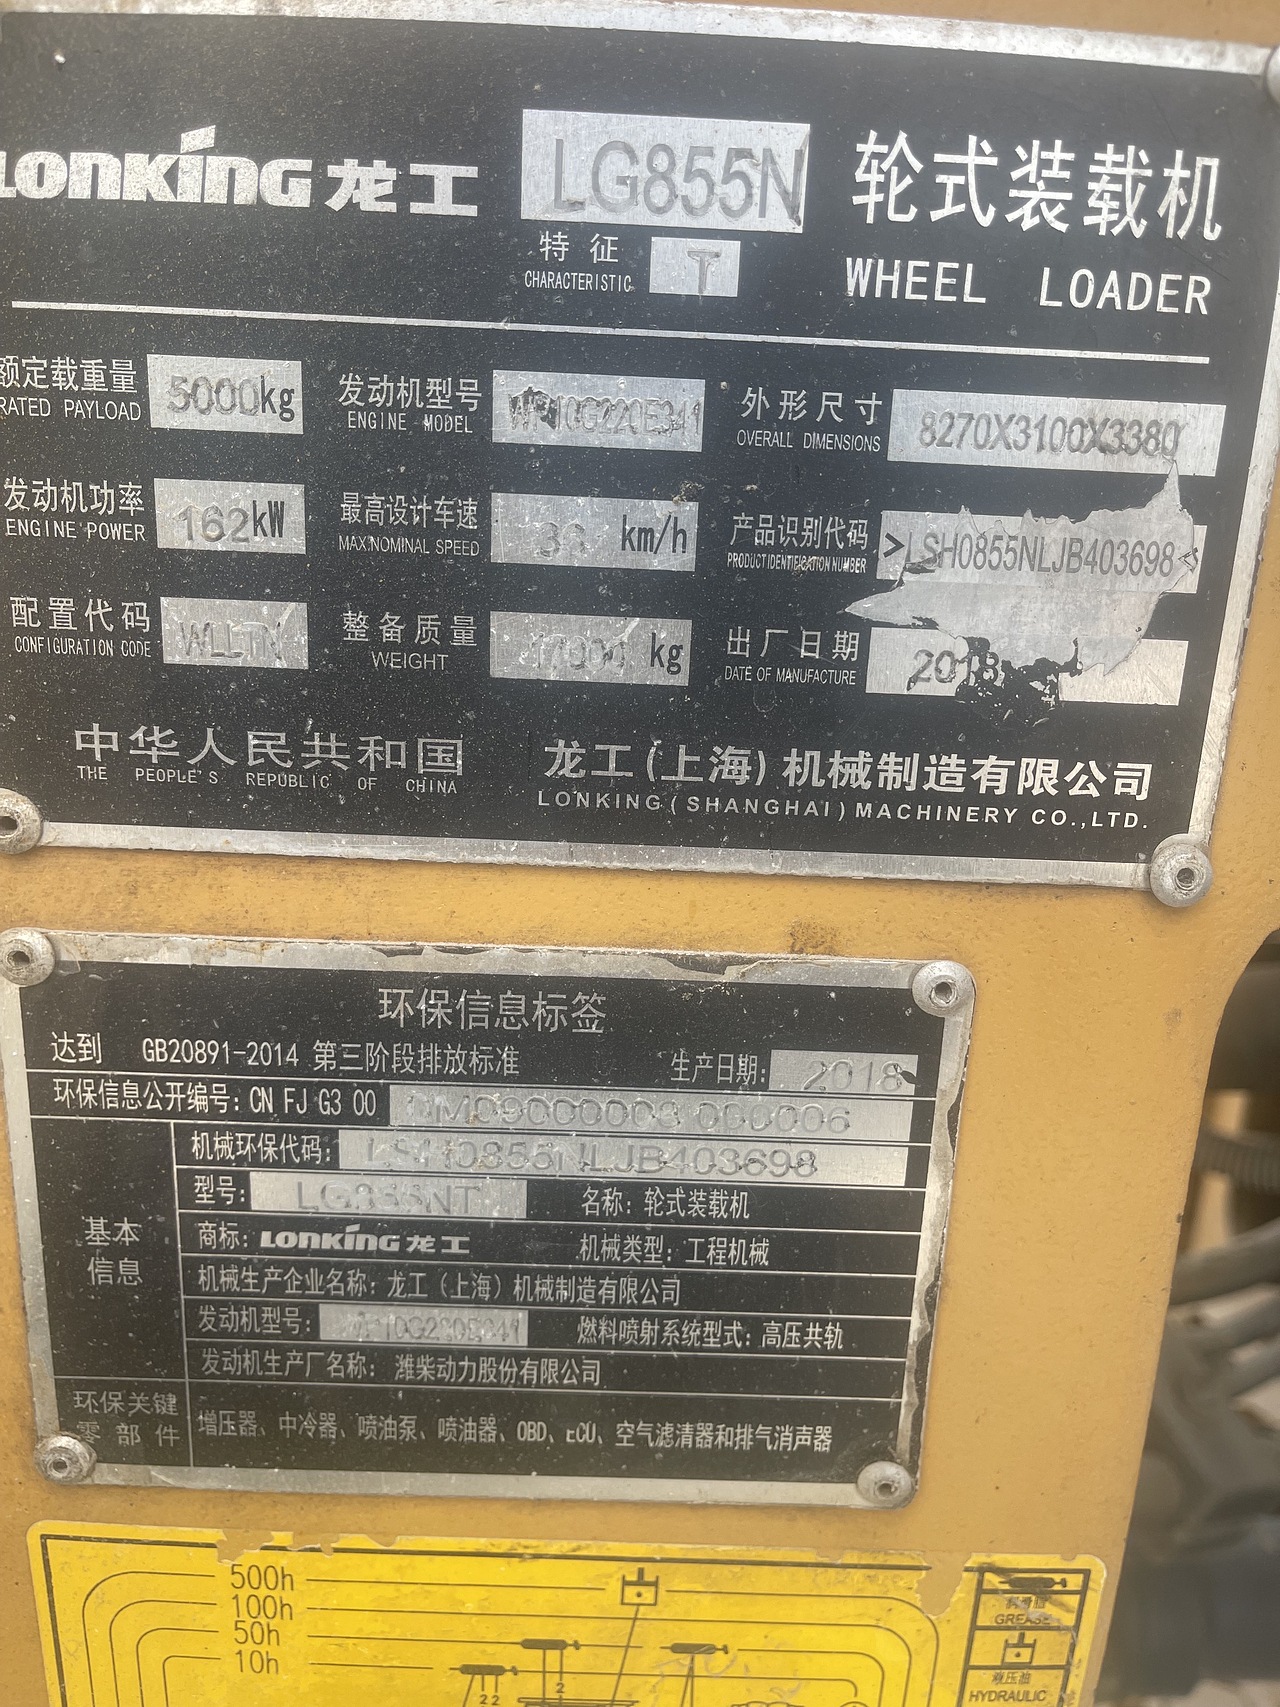 LONKING 龙工 LG855N 轮式装载机
特征
CHARACTERISTIC T WHEEL LOADER
额定载重量 5000kg 发动机型号 WP10G220E341 外形尺寸 8270X3100X3380
RATED PAYLOAD ENGINE MODEL OVERALL DIMENSIONS
发动机功率 162kW 最高设计车速 km/h 产品识别代码 >LSH0855NLJB403698<
ENGINE POWER MAX.NOMINAL SPEED PRODUCT IDENTIFICATION NUMBER
配置代码 整备质量 kg 出厂日期 2018
CONFIGURATION CODE WEIGHT DATE OF MANUFACTURE
中华人民共和国 龙工(上海)机械制造有限公司
THE PEOPLE'S REPUBLIC OF CHINA LONKING(SHANGHAI)MACHINERY CO.,LTD.
环保信息标签
达到 GB20891-2014 第三阶段排放标准 生产日期: 2018
环保信息公开编号: CN FJ G3 00
机械环保代码: LSH0855NLJB403698
型号: LG855NT 名称: 轮式装载机
基本
信息
商标: LONKING 龙工 机械类型: 工程机械
机械生产企业名称: 龙工(上海)机械制造有限公司
发动机型号: 燃料喷射系统型式: 高压共轨
发动机生产厂名称: 潍柴动力股份有限公司
环保关键
零部件
增压器、中冷器、喷油泵、喷油器、OBD、ECU、空气滤清器和排气消声器
500h
100h
50h
10h
2 2 2
润滑脂
GREASE
液压油
HYDRAULIC